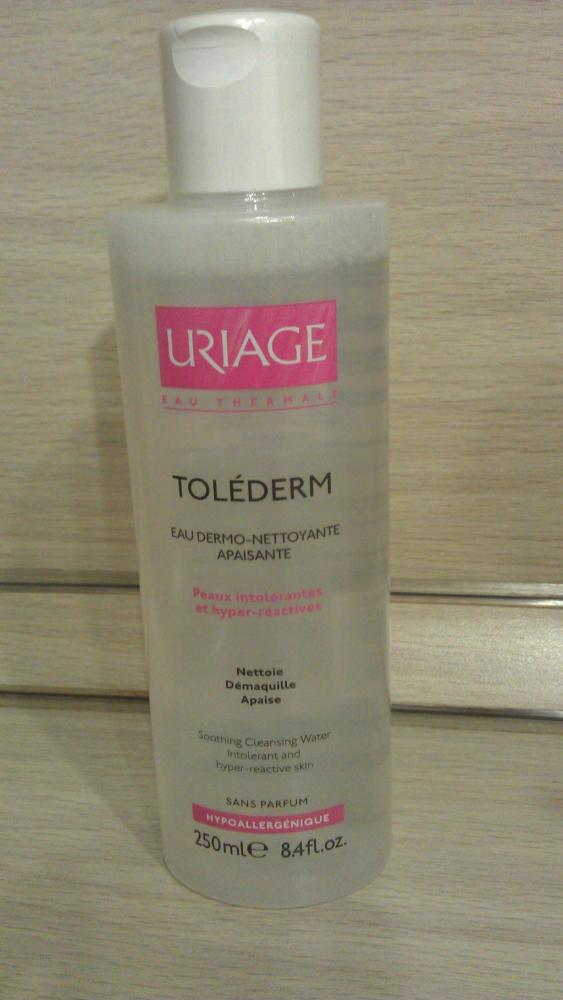 URIAGE
EAU THERMALE
TOLÉDERM
EAU DERMO-NETTOYANTE
APAISANTE
Peaux intolérantes
et hyper-réactives
Nettoie
Démaquille
Apaise
Soothing Cleansing Water
Intolerant and
hyper-reactive skin
SANS PARFUM
HYPOALLERGÉNIQUE
250ml℮ 8.4fl.oz.